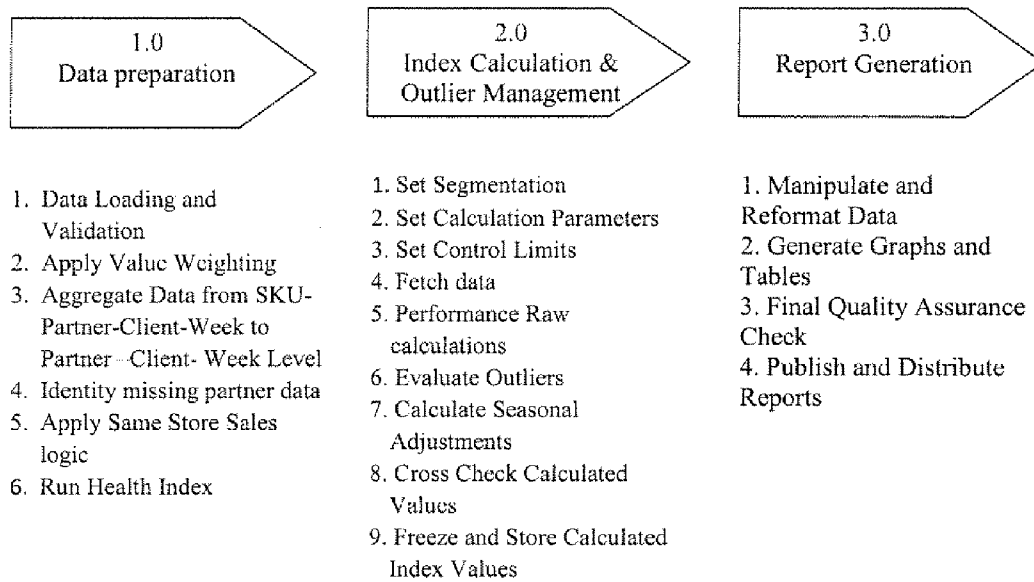 1.0
Data preparation
2.0
Index Calculation &
Outlier Management
3.0
Report Generation
1. Data Loading and
Validation
2. Apply Value Weighting
3. Aggregate Data from SKU-
Partner-Client-Week to
Partner -Client- Week Level
4. Identity missing partner data
5. Apply Same Store Sales
logic
6. Run Health Index
1. Set Segmentation
2. Set Calculation Parameters
3. Set Control Limits
4. Fetch data
5. Performance Raw
calculations
6. Evaluate Outliers
7. Calculate Seasonal
Adjustments
8. Cross Check Calculated
Values
9. Freeze and Store Calculated
Index Values
1. Manipulate and
Reformat Data
2. Generate Graphs and
Tables
3. Final Quality Assurance
Check
4. Publish and Distribute
Reports